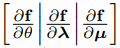 [ ∂f/∂θ | ∂f/∂λ | ∂f/∂μ ]